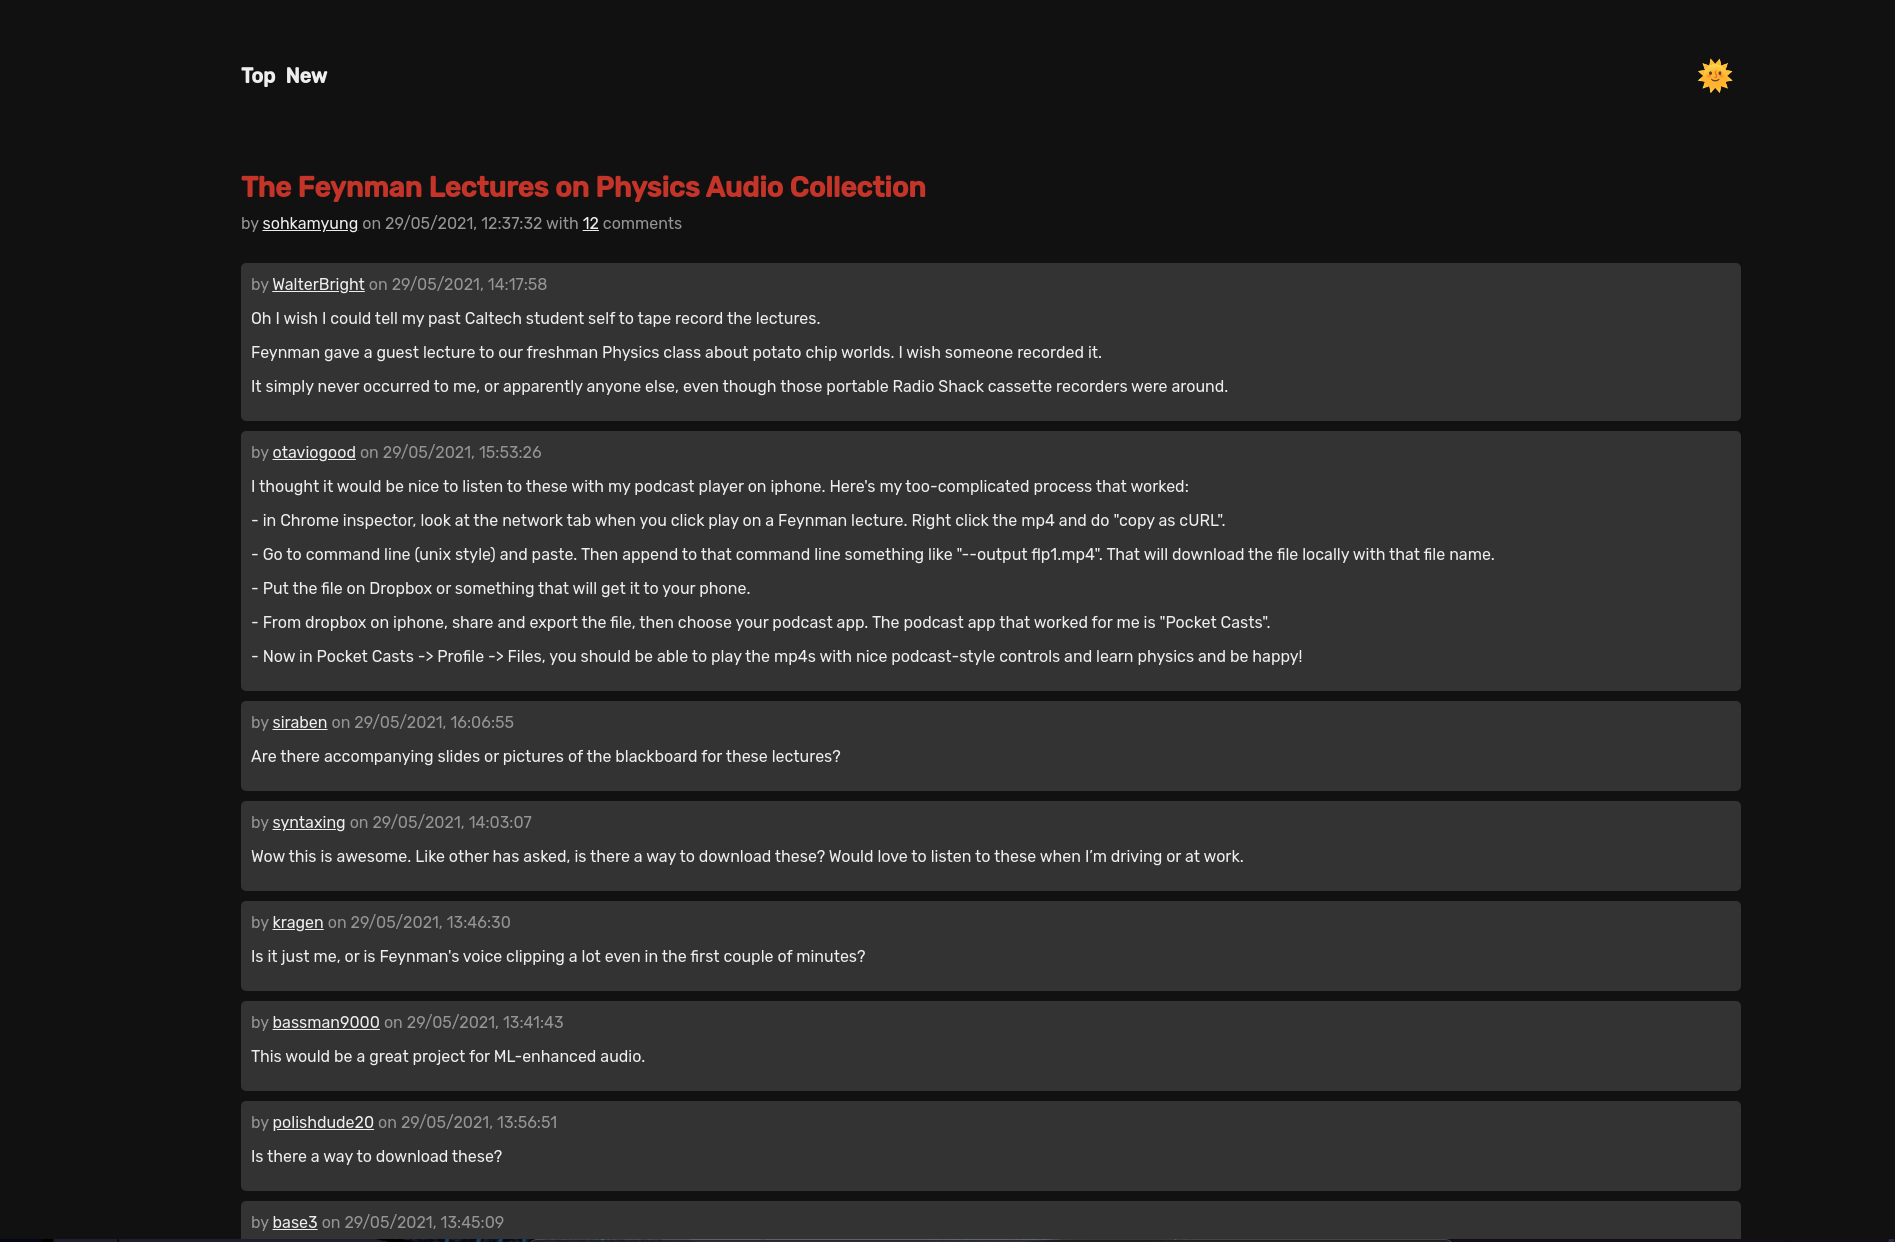 Top New
The Feynman Lectures on Physics Audio Collection
by sohkamyung on 29/05/2021, 12:37:32 with 12 comments
by WalterBright on 29/05/2021, 14:17:58
Oh I wish I could tell my past Caltech student self to tape record the lectures.
Feynman gave a guest lecture to our freshman Physics class about potato chip worlds. I wish someone recorded it.
It simply never occurred to me, or apparently anyone else, even though those portable Radio Shack cassette recorders were around.
by otaviogood on 29/05/2021, 15:53:26
I thought it would be nice to listen to these with my podcast player on iphone. Here's my too-complicated process that worked:
- in Chrome inspector, look at the network tab when you click play on a Feynman lecture. Right click the mp4 and do "copy as cURL".
- Go to command line (unix style) and paste. Then append to that command line something like "--output flp1.mp4". That will download the file locally with that file name.
- Put the file on Dropbox or something that will get it to your phone.
- From dropbox on iphone, share and export the file, then choose your podcast app. The podcast app that worked for me is "Pocket Casts".
- Now in Pocket Casts -> Profile -> Files, you should be able to play the mp4s with nice podcast-style controls and learn physics and be happy!
by siraben on 29/05/2021, 16:06:55
Are there accompanying slides or pictures of the blackboard for these lectures?
by syntaxing on 29/05/2021, 14:03:07
Wow this is awesome. Like other has asked, is there a way to download these? Would love to listen to these when I’m driving or at work.
by kragen on 29/05/2021, 13:46:30
Is it just me, or is Feynman's voice clipping a lot even in the first couple of minutes?
by bassman9000 on 29/05/2021, 13:41:43
This would be a great project for ML-enhanced audio.
by polishdude20 on 29/05/2021, 13:56:51
Is there a way to download these?
by base3 on 29/05/2021, 13:45:09